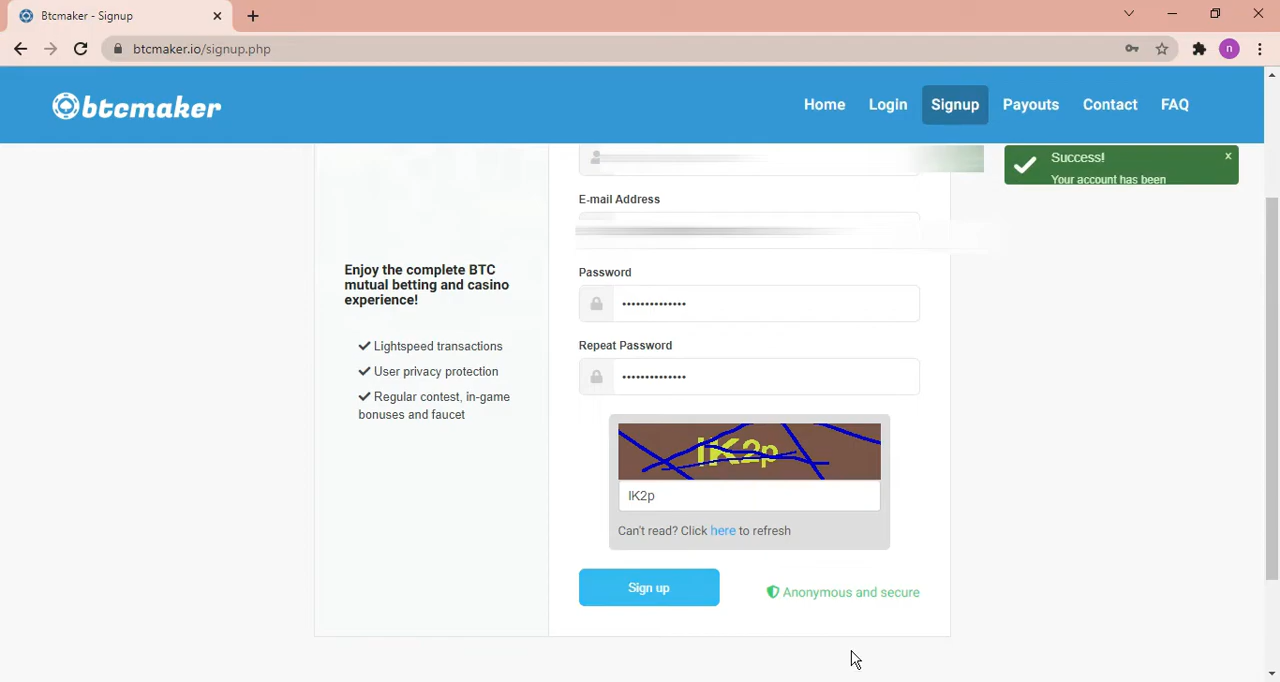 Btcmaker - Signup
btcmaker.io/signup.php
n
btcmaker
Home Login Signup Payouts Contact FAQ
Success! x
Your account has been
E-mail Address
Password
••••••••••••••
Enjoy the complete BTC
mutual betting and casino
experience!
Repeat Password
••••••••••••••
Lightspeed transactions
User privacy protection
Regular contest, in-game
bonuses and faucet
IK2p
IK2p
Can't read? Click here to refresh
Sign up
Anonymous and secure